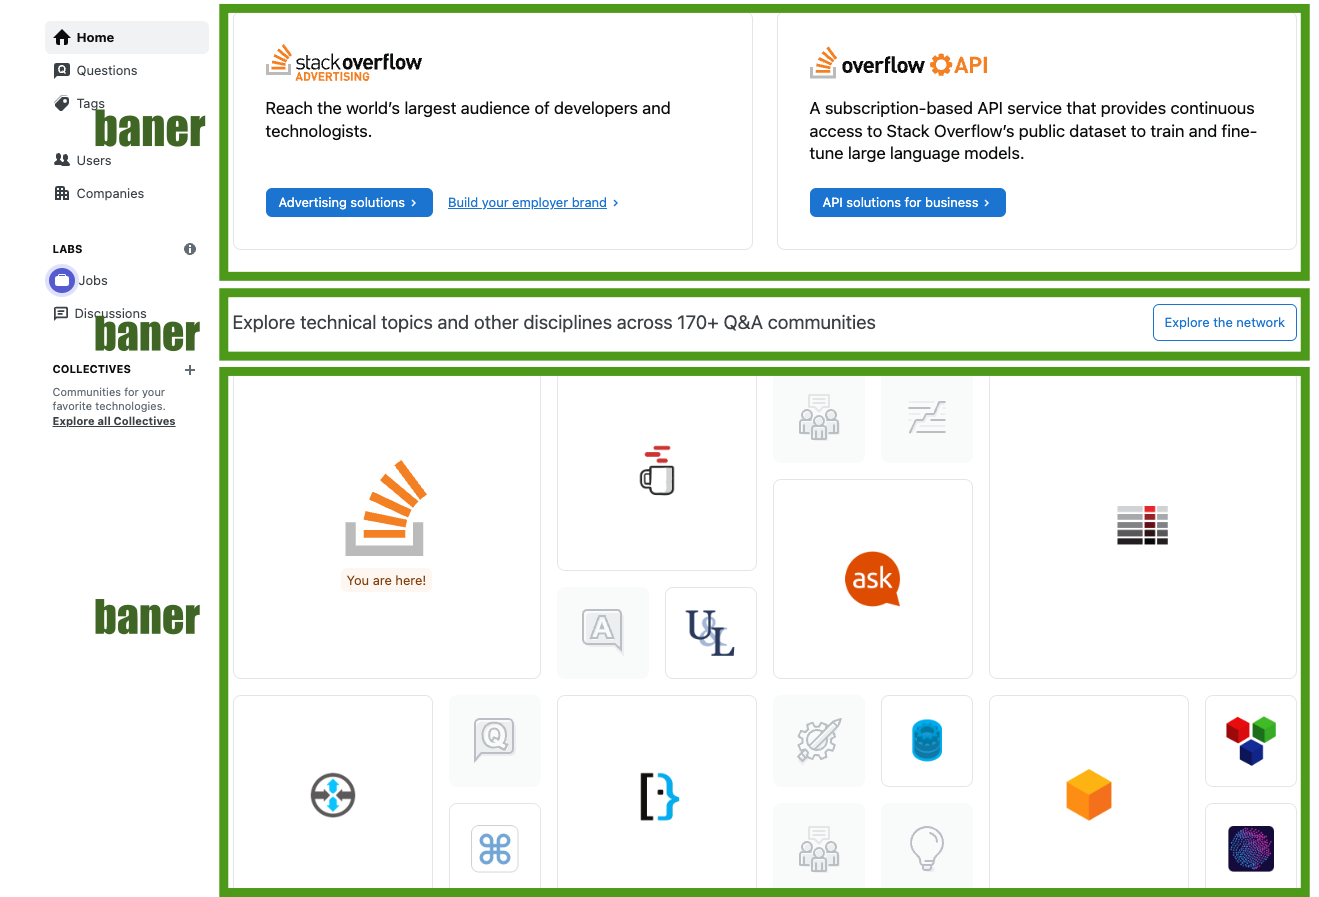 Home
Questions
Tags
baner
Users
Companies
LABS
Jobs
Discussions
baner
COLLECTIVES
Communities for your
favorite technologies.
Explore all Collectives
baner
stackoverflow
ADVERTISING
Reach the world’s largest audience of developers and
technologists.
Advertising solutions ›
Build your employer brand ›
overflow API
A subscription-based API service that provides continuous
access to Stack Overflow’s public dataset to train and fine-
tune large language models.
API solutions for business ›
Explore technical topics and other disciplines across 170+ Q&A communities
Explore the network
You are here!
A
U&L
ask
Q